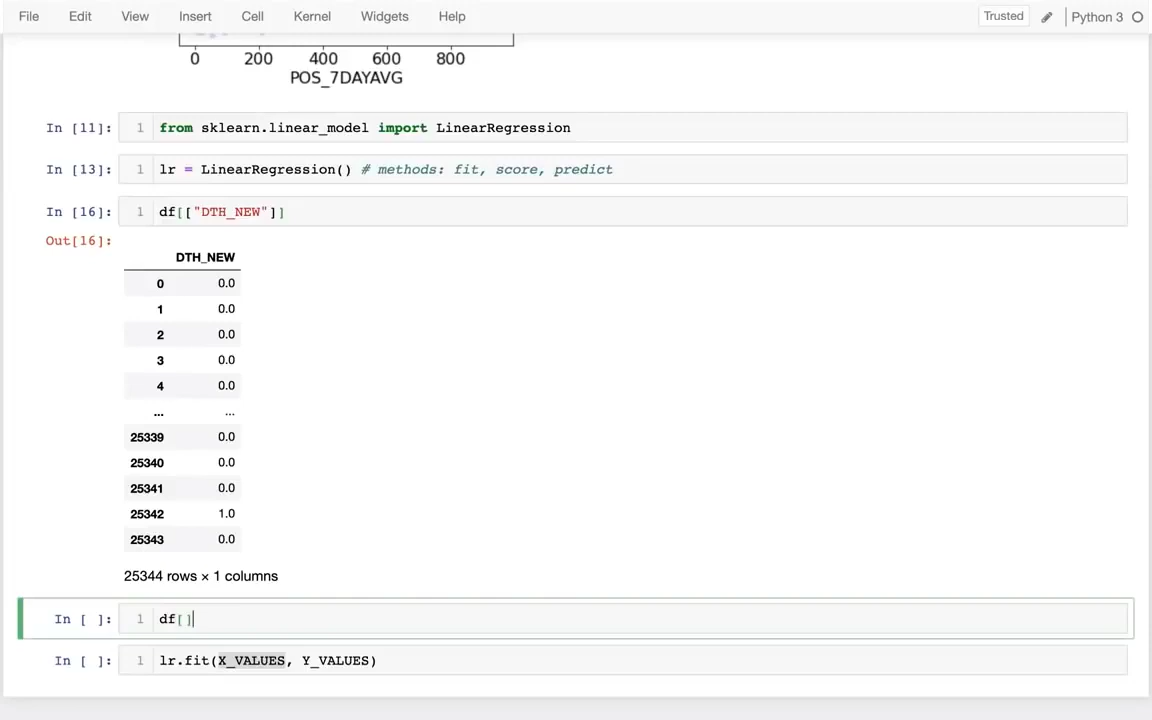 File Edit View Insert Cell Kernel Widgets Help Trusted Python 3
0 200 400 600 800
POS_7DAYAVG
In [11]: 1 from sklearn.linear_model import LinearRegression
In [13]: 1 lr = LinearRegression() # methods: fit, score, predict
In [16]: 1 df[["DTH_NEW"]]
Out[16]:
DTH_NEW
0 0.0
1 0.0
2 0.0
3 0.0
4 0.0
... ...
25339 0.0
25340 0.0
25341 0.0
25342 1.0
25343 0.0
25344 rows × 1 columns
In [ ]: 1 df[]
In [ ]: 1 lr.fit(X_VALUES, Y_VALUES)